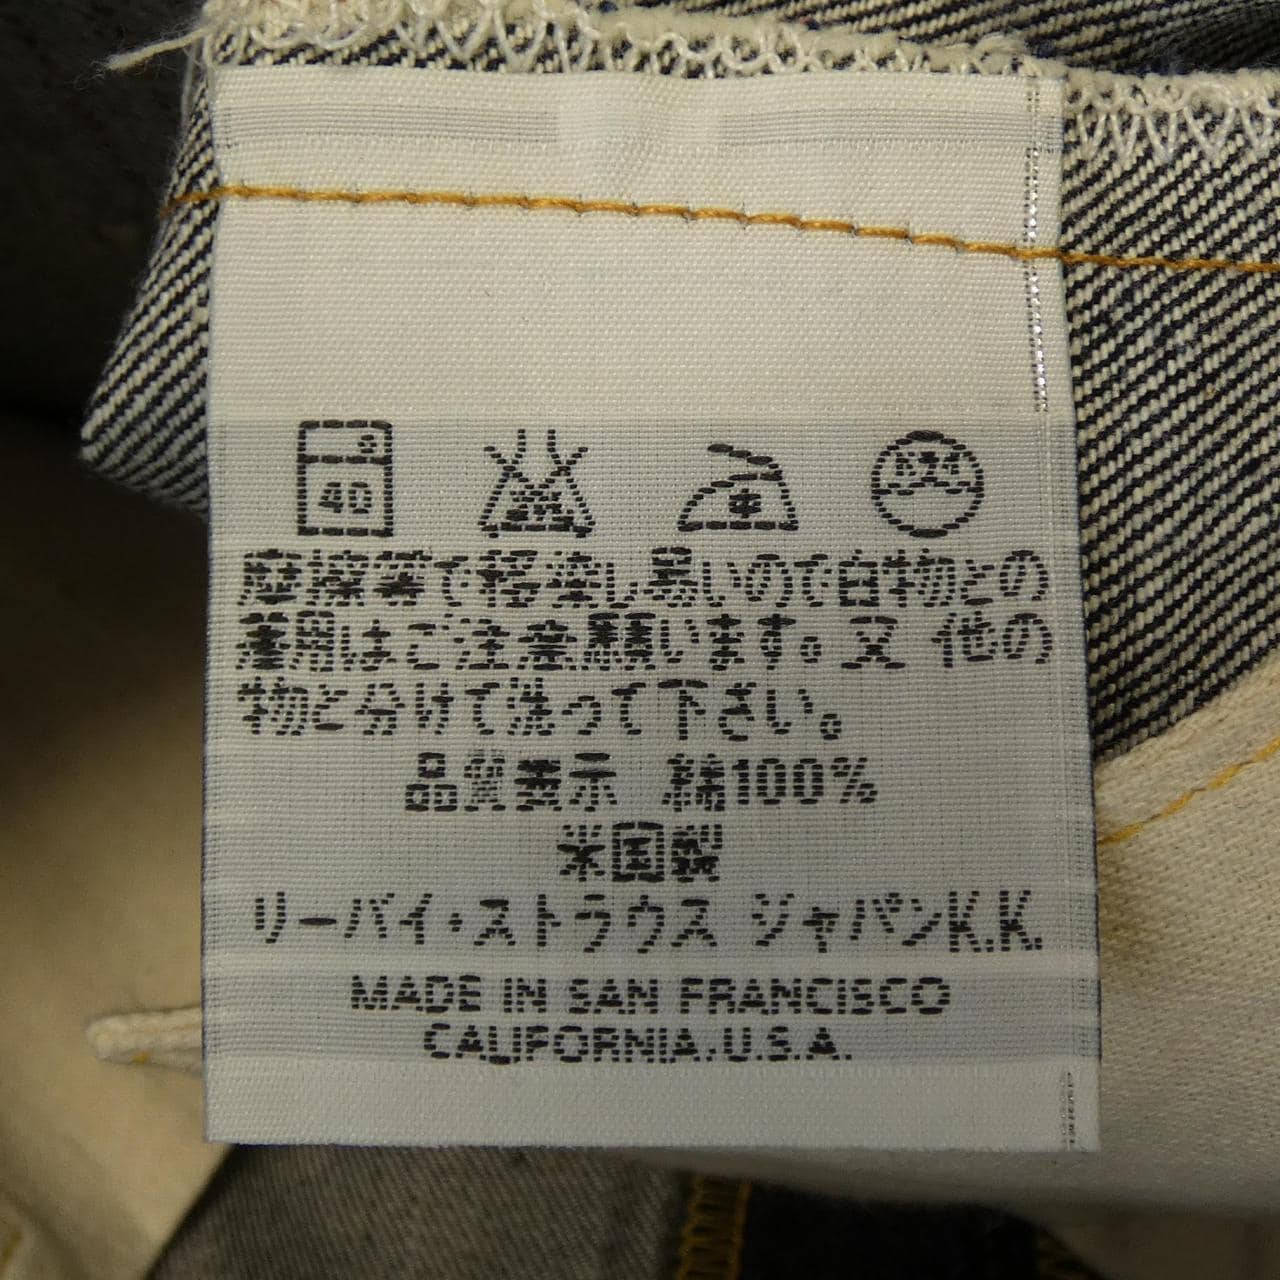 40
摩擦等で移染し易いので白物との
着用はご注意願います。又 他の
物と分けて洗って下さい。
品質表示 綿100%
米国製
リーバイ・ストラウス ジャパンK.K.
MADE IN SAN FRANCISCO
CALIFORNIA, U.S.A.